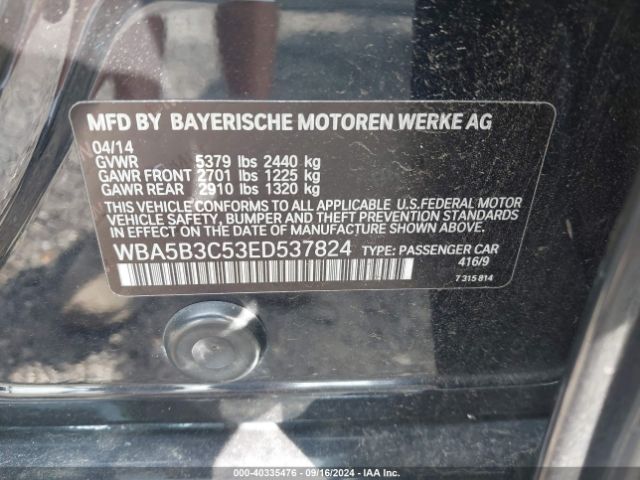 MFD BY BAYERISCHE MOTOREN WERKE AG
04/14
GVWR 5379 lbs 2440 kg
GAWR FRONT 2701 lbs 1225 kg
GAWR REAR 2910 lbs 1320 kg
THIS VEHICLE CONFORMS TO ALL APPLICABLE U.S.FEDERAL MOTOR
VEHICLE SAFETY, BUMPER AND THEFT PREVENTION STANDARDS
IN EFFECT ON THE DATE OF MANUFACTURE SHOWN ABOVE.
WBA5B3C53ED537824 TYPE: PASSENGER CAR
416/9
7 315 814
000-40335476 - 09/16/2024 - IAA Inc.